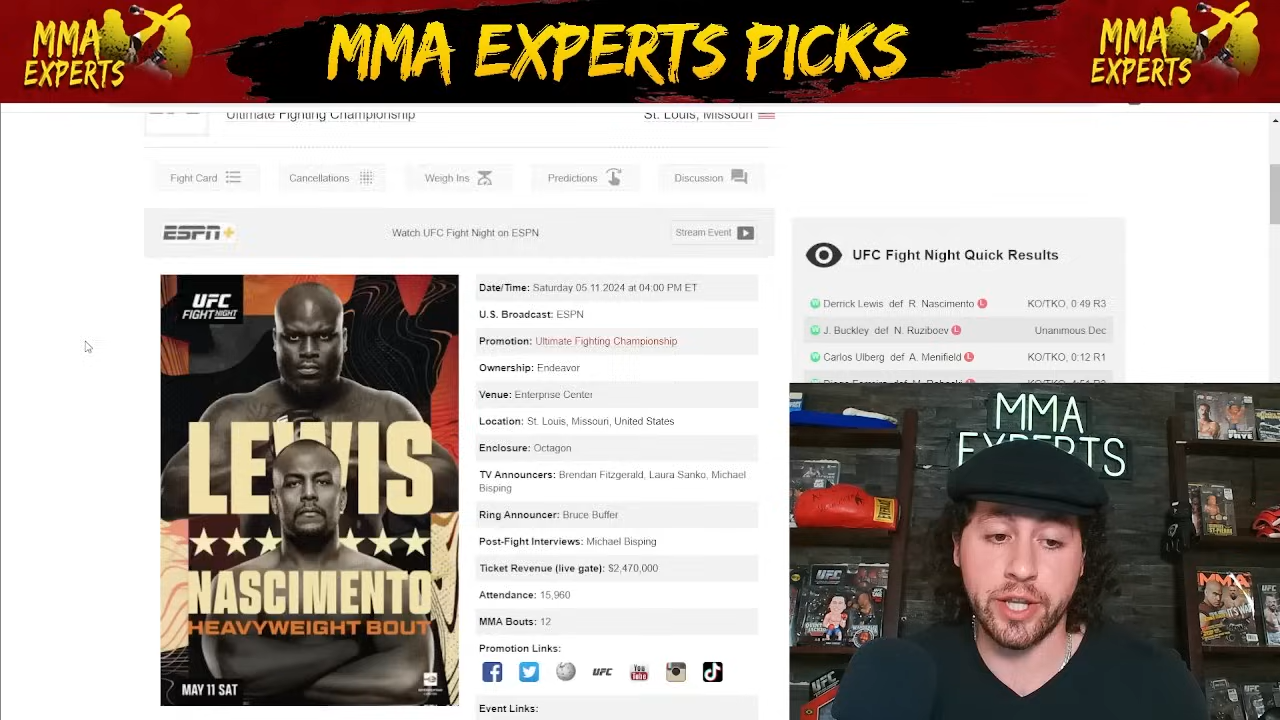 MMA
EXPERTS
MMA EXPERTS PICKS
MMA
EXPERTS
Ultimate Fighting Championship
St. Louis, Missouri
Fight Card
Cancellations
Weigh Ins
Predictions
Discussion
ESPN+
Watch UFC Fight Night on ESPN
Stream Event
UFC
FIGHT NIGHT
LEWIS
NASCIMENTO
HEAVYWEIGHT BOUT
MAY 11 SAT
Date/Time: Saturday 05.11.2024 at 04:00 PM ET
U.S. Broadcast: ESPN
Promotion: Ultimate Fighting Championship
Ownership: Endeavor
Venue: Enterprise Center
Location: St. Louis, Missouri, United States
Enclosure: Octagon
TV Announcers: Brendan Fitzgerald, Laura Sanko, Michael
Bisping
Ring Announcer: Bruce Buffer
Post-Fight Interviews: Michael Bisping
Ticket Revenue (live gate): $2,470,000
Attendance: 15,960
MMA Bouts: 12
Promotion Links:
UFC
You
Tube
Event Links:
UFC Fight Night Quick Results
W Derrick Lewis def R. Nascimento L KO/TKO, 0:49 R3
W J. Buckley def N. Ruziboev L Unanimous Dec
W Carlos Ulberg def A. Menifield L KO/TKO, 0:12 R1
MMA
EXPERTS
UFC
MMA
UFC